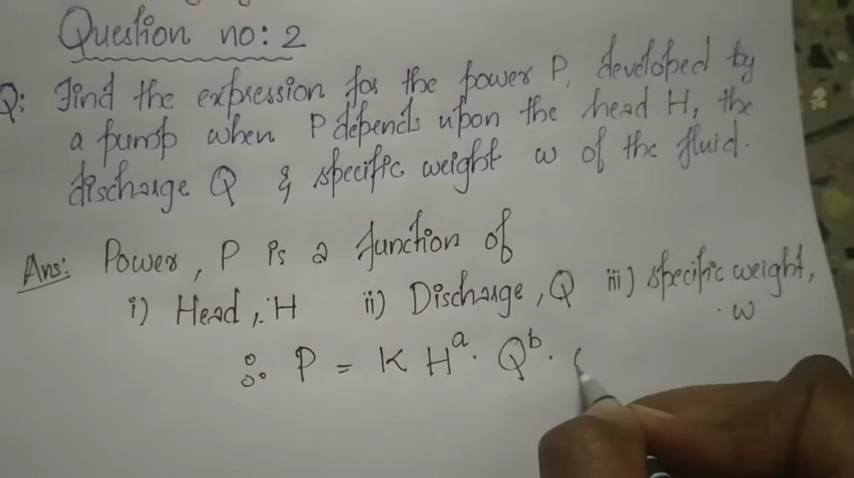 Question no: 2
Q: Find the expression for the power P, developed by
a pump when P depends upon the head H, the
discharge Q & specific weight w of the fluid.
Ans: Power, P is a function of
i) Head, H ii) Discharge, Q iii) specific weight,
w
∴ P = K H^a · Q^b ·